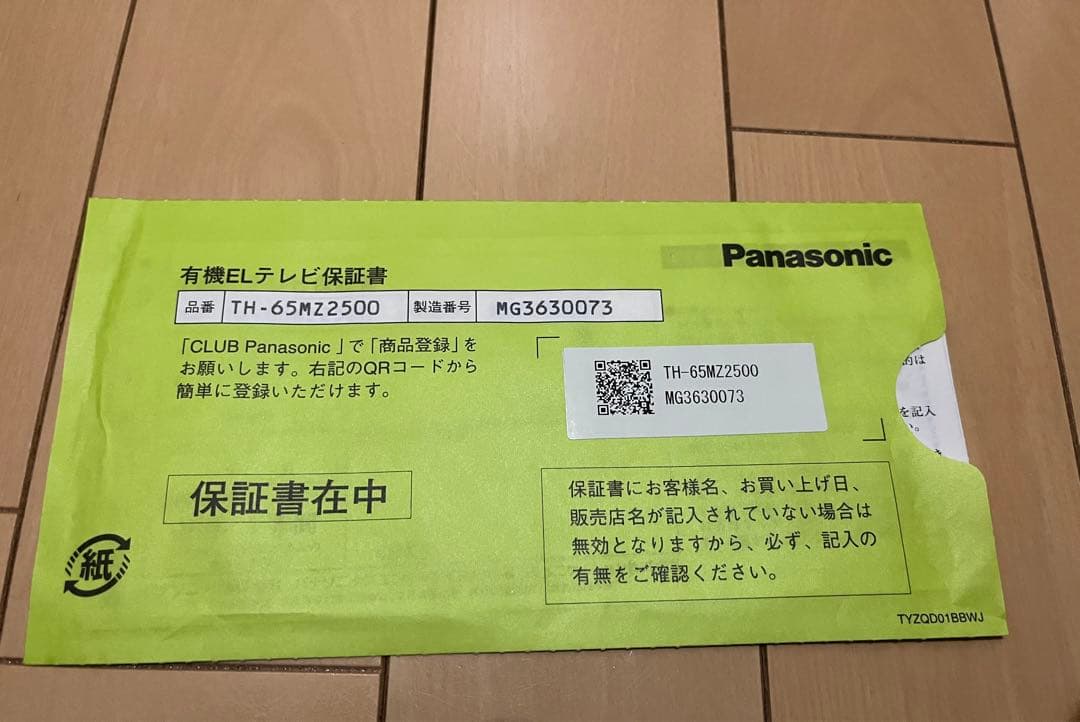 Panasonic
有機ELテレビ保証書
品番 TH-65MZ2500 製造番号 MG3630073
「CLUB Panasonic 」で「商品登録」を
お願いします。右記のQRコードから
簡単に登録いただけます。
TH-65MZ2500
MG3630073
保証書在中
保証書にお客様名、お買い上げ日、
販売店名が記入されていない場合は
無効となりますから、必ず、記入の
有無をご確認ください。
紙
TYZQD01BBWJ
は
を記入